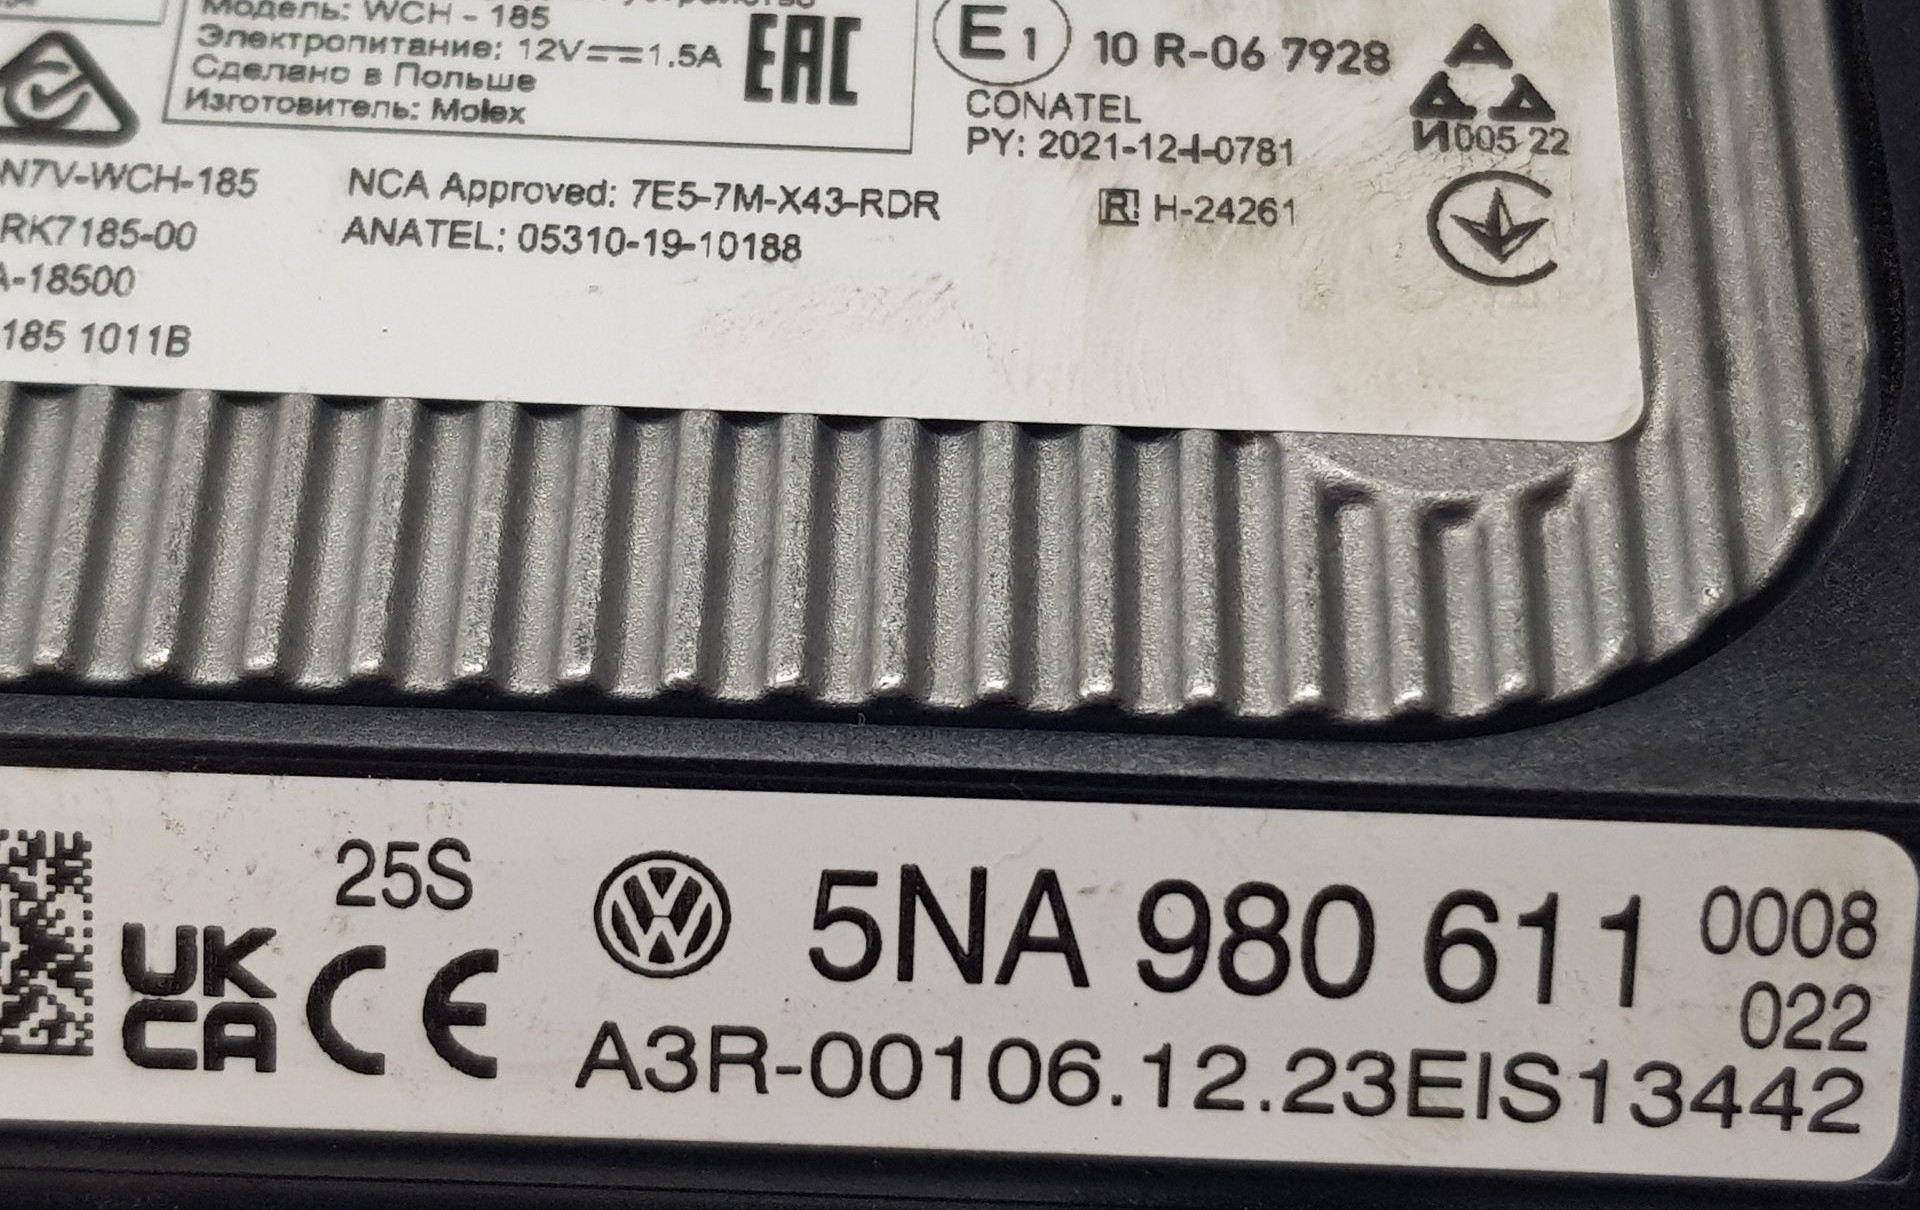 Модель: WCH - 185
Электропитание: 12V 1.5A
Сделано в Польше
Изготовитель: Molex
EAC
E1
10 R-06 7928
CONATEL
PY: 2021-12-I-0781
И005 22
N7V-WCH-185
RK7185-00
A-18500
185 1011B
NCA Approved: 7E5-7M-X43-RDR
ANATEL: 05310-19-10188
R H-24261
25S
UK
CA
CE
5NA 980 611
0008
022
A3R-00106.12.23EIS13442